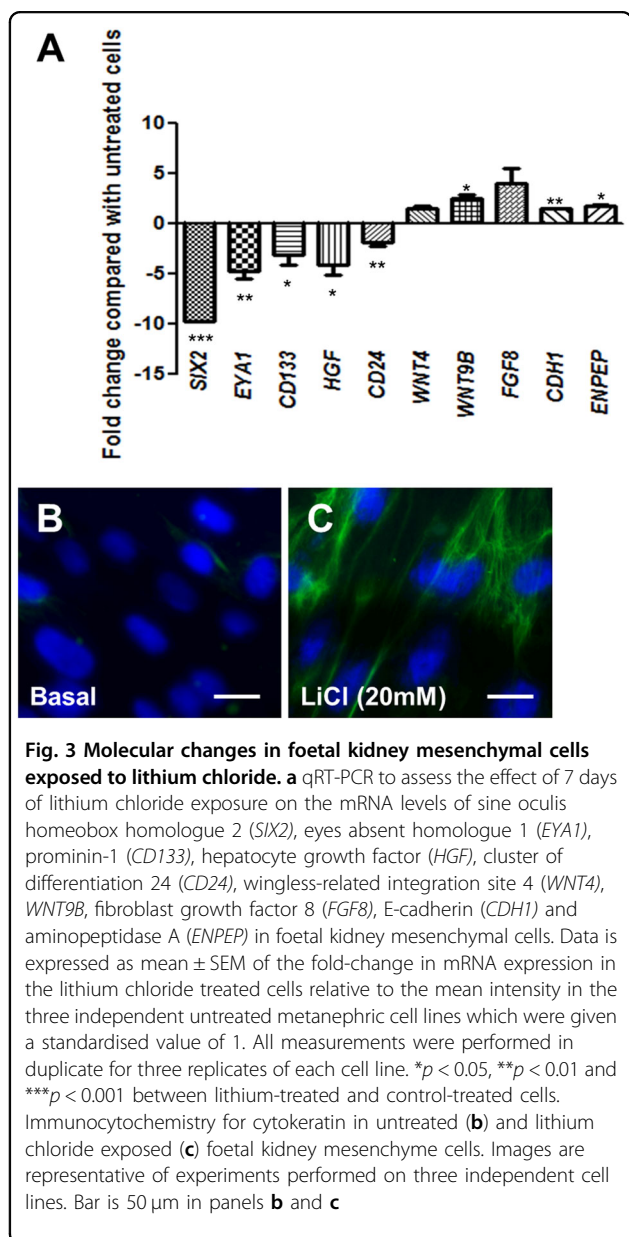 A
Fold change compared with untreated cells
10
5
0
-5
-10
-15
***
**
*
*
**
*
**
*
SIX2
EYA1
CD133
HGF
CD24
WNT4
WNT9B
FGF8
CDH1
ENPEP
B
Basal
C
LiCl (20mM)
Fig. 3 Molecular changes in foetal kidney mesenchymal cells
exposed to lithium chloride. a qRT-PCR to assess the effect of 7 days
of lithium chloride exposure on the mRNA levels of sine oculis
homeobox homologue 2 (SIX2), eyes absent homologue 1 (EYA1),
prominin-1 (CD133), hepatocyte growth factor (HGF), cluster of
differentiation 24 (CD24), wingless-related integration site 4 (WNT4),
WNT9B, fibroblast growth factor 8 (FGF8), E-cadherin (CDH1) and
aminopeptidase A (ENPEP) in foetal kidney mesenchymal cells. Data is
expressed as mean ± SEM of the fold-change in mRNA expression in
the lithium chloride treated cells relative to the mean intensity in the
three independent untreated metanephric cell lines which were given
a standardised value of 1. All measurements were performed in
duplicate for three replicates of each cell line. *p < 0.05, **p < 0.01 and
***p < 0.001 between lithium-treated and control-treated cells.
Immunocytochemistry for cytokeratin in untreated (b) and lithium
chloride exposed (c) foetal kidney mesenchyme cells. Images are
representative of experiments performed on three independent cell
lines. Bar is 50 µm in panels b and c